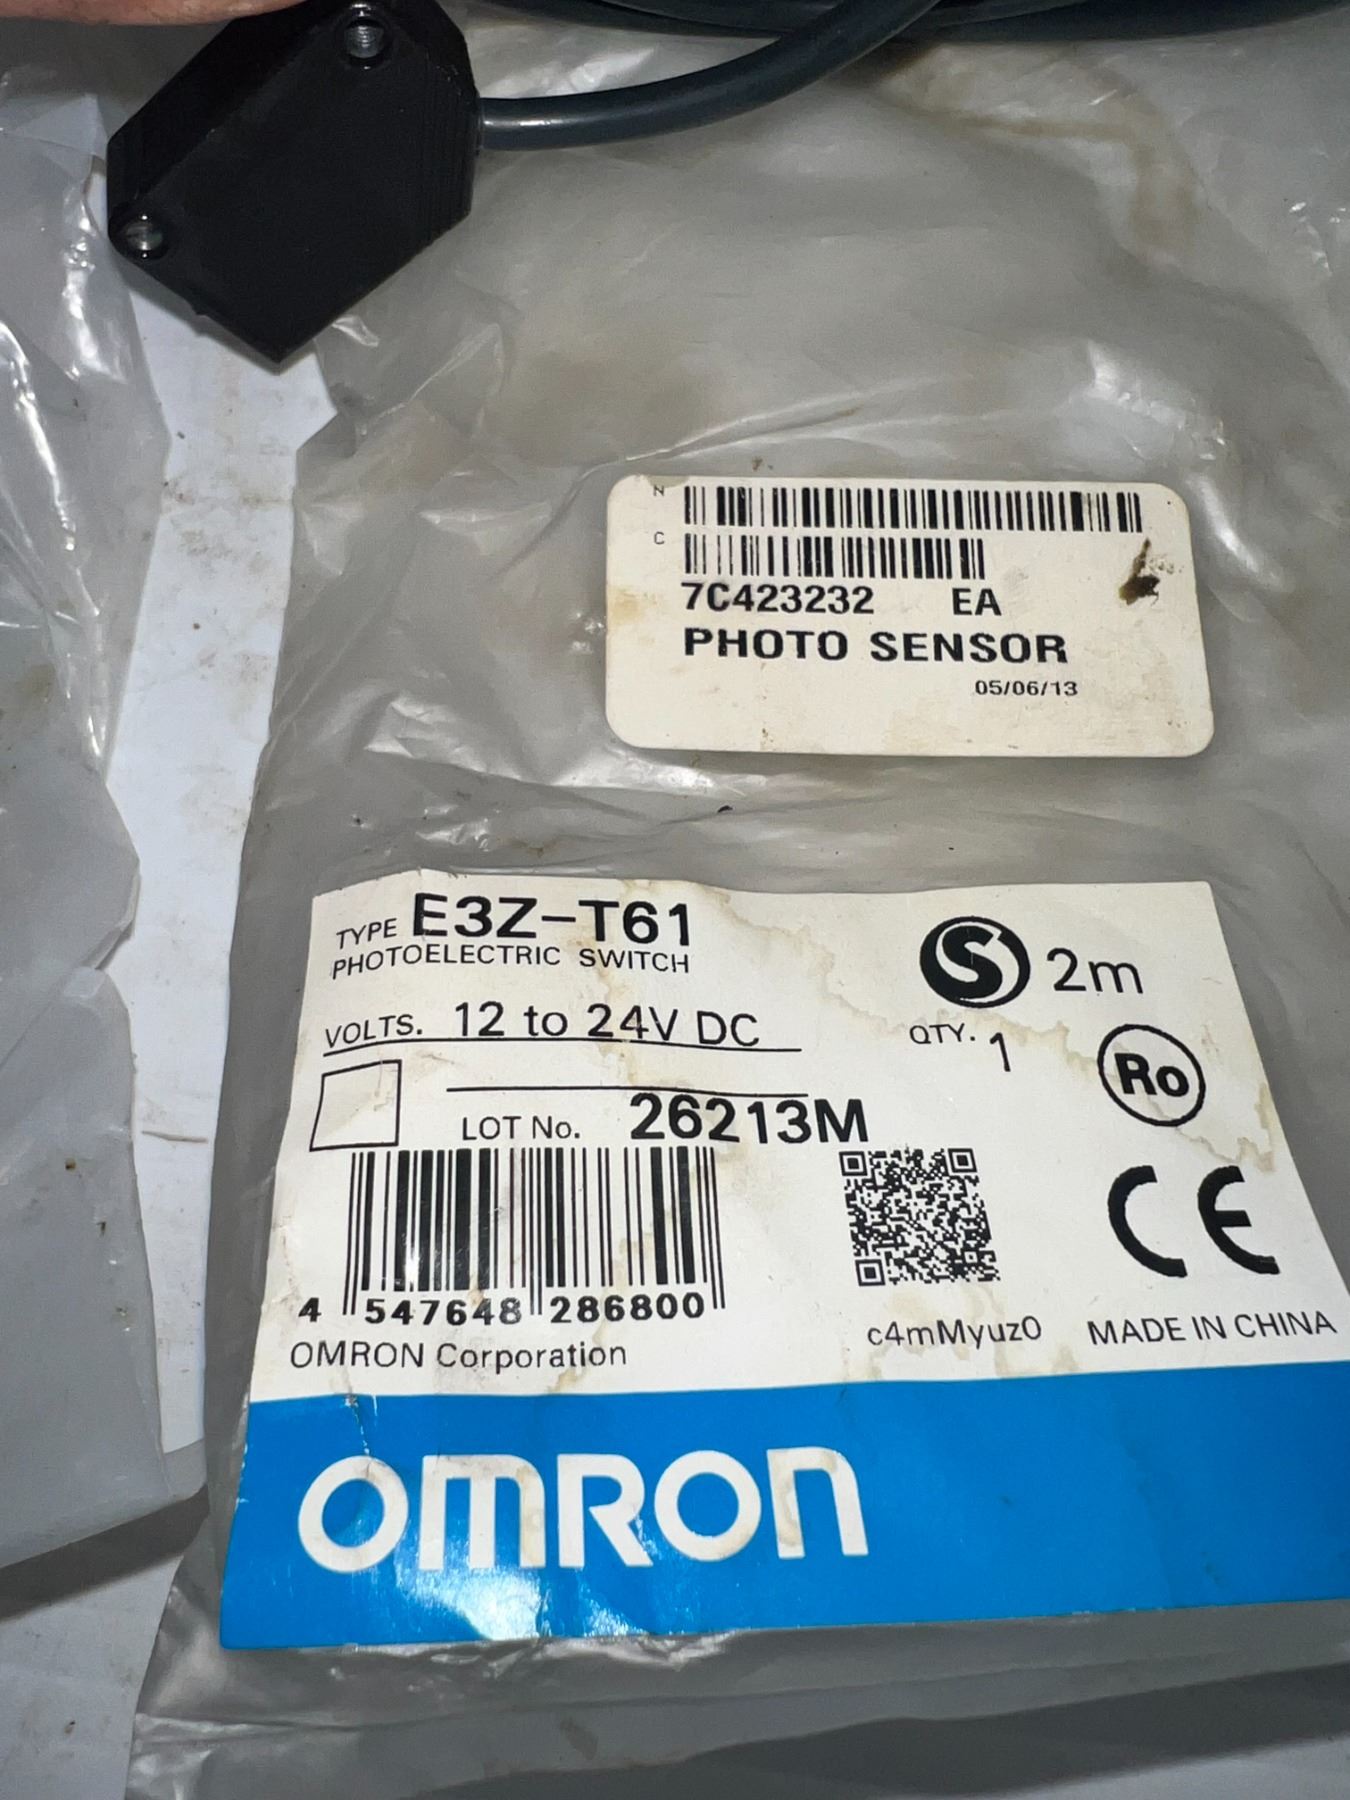 N
C
7C423232 EA
PHOTO SENSOR
05/06/13
TYPE E3Z-T61
PHOTOELECTRIC SWITCH
S 2m
VOLTS. 12 to 24V DC
QTY. 1
Ro
LOT No. 26213M
4 547648 286800
CE
c4mMyuz0
MADE IN CHINA
OMRON Corporation
OMRON